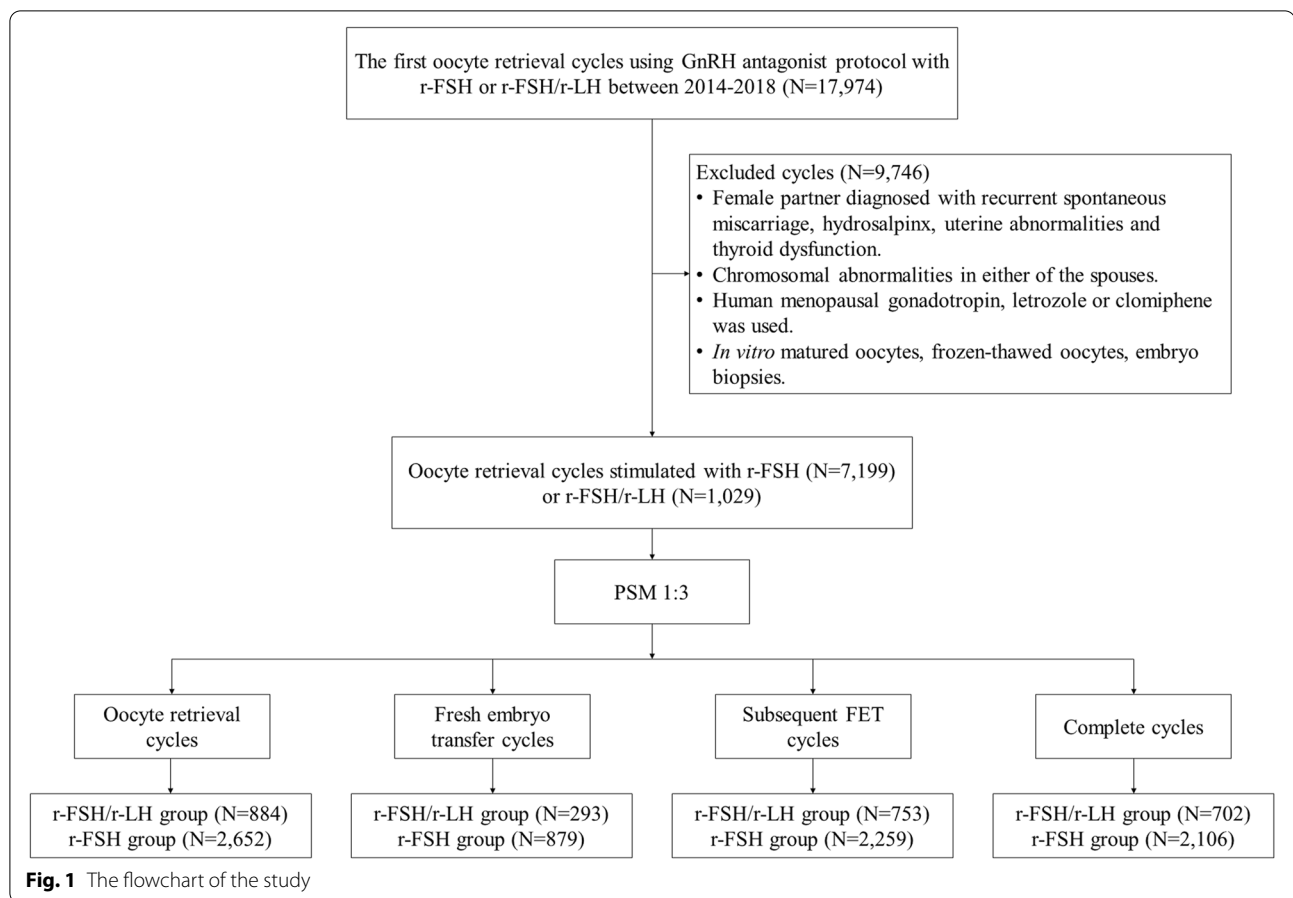 The first oocyte retrieval cycles using GnRH antagonist protocol with
r-FSH or r-FSH/r-LH between 2014-2018 (N=17,974)
Excluded cycles (N=9,746)
• Female partner diagnosed with recurrent spontaneous
miscarriage, hydrosalpinx, uterine abnormalities and
thyroid dysfunction.
• Chromosomal abnormalities in either of the spouses.
• Human menopausal gonadotropin, letrozole or clomiphene
was used.
• In vitro matured oocytes, frozen-thawed oocytes, embryo
biopsies.
Oocyte retrieval cycles stimulated with r-FSH (N=7,199)
or r-FSH/r-LH (N=1,029)
PSM 1:3
Oocyte retrieval
cycles
Fresh embryo
transfer cycles
Subsequent FET
cycles
Complete cycles
r-FSH/r-LH group (N=884)
r-FSH group (N=2,652)
r-FSH/r-LH group (N=293)
r-FSH group (N=879)
r-FSH/r-LH group (N=753)
r-FSH group (N=2,259)
r-FSH/r-LH group (N=702)
r-FSH group (N=2,106)
Fig. 1 The flowchart of the study